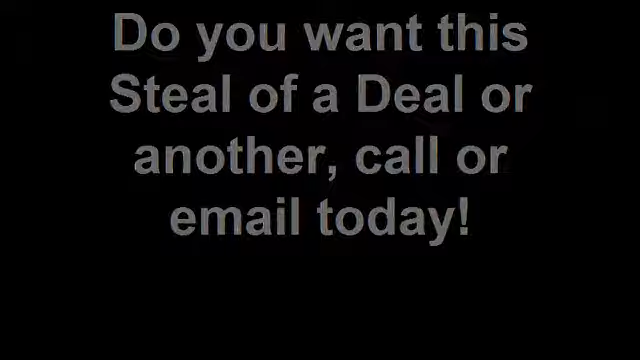 Do you want this
Steal of a Deal or
another, call or
email today!